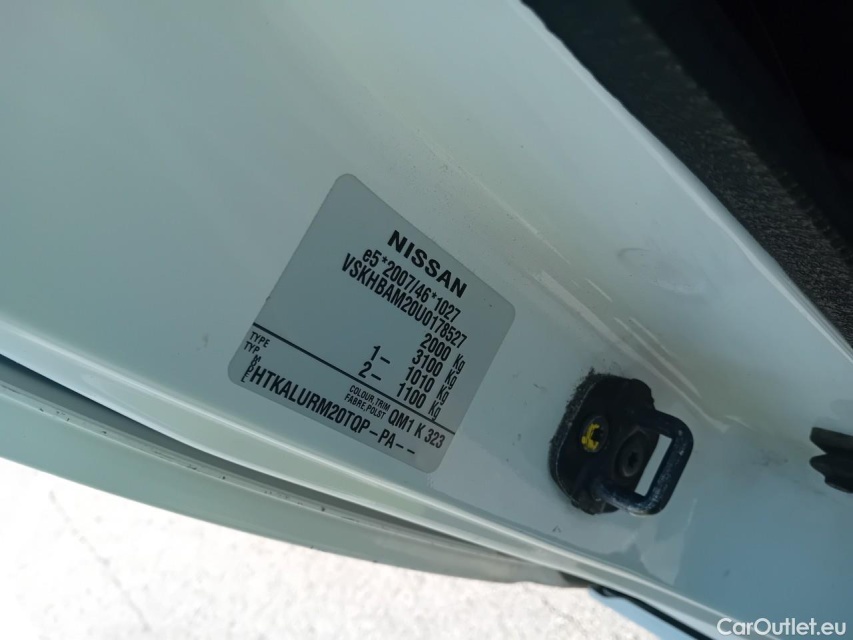 NISSAN
e5*2007/46*1027
VSKHBAM20U0178527
2000 Kg
3100 Kg
1- 1010 Kg
2- 1100 Kg
TYPE
TYP
COLOUR,TRIM
FABRE,POLST QM1 K 323
HTKALURM20TQP-PA--
CarOutlet.eu